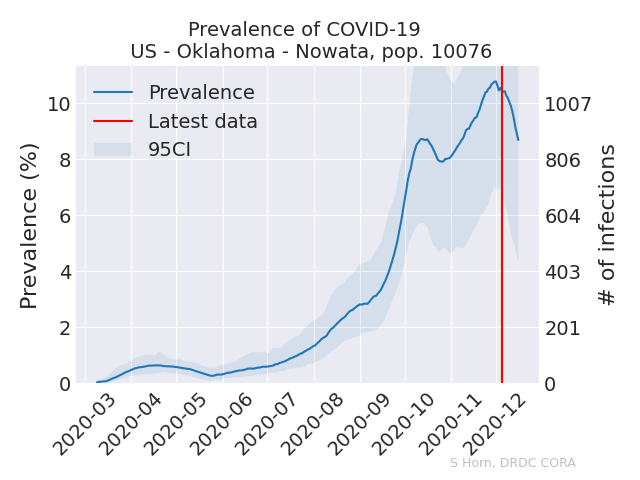 Prevalence of COVID-19
US - Oklahoma - Nowata, pop. 10076
Prevalence
Latest data
95CI
Prevalence (%)
10
8
6
4
2
0
1007
806
604
403
201
0
# of infections
2020-03
2020-04
2020-05
2020-06
2020-07
2020-08
2020-09
2020-10
2020-11
2020-12
S Horn, DRDC CORA